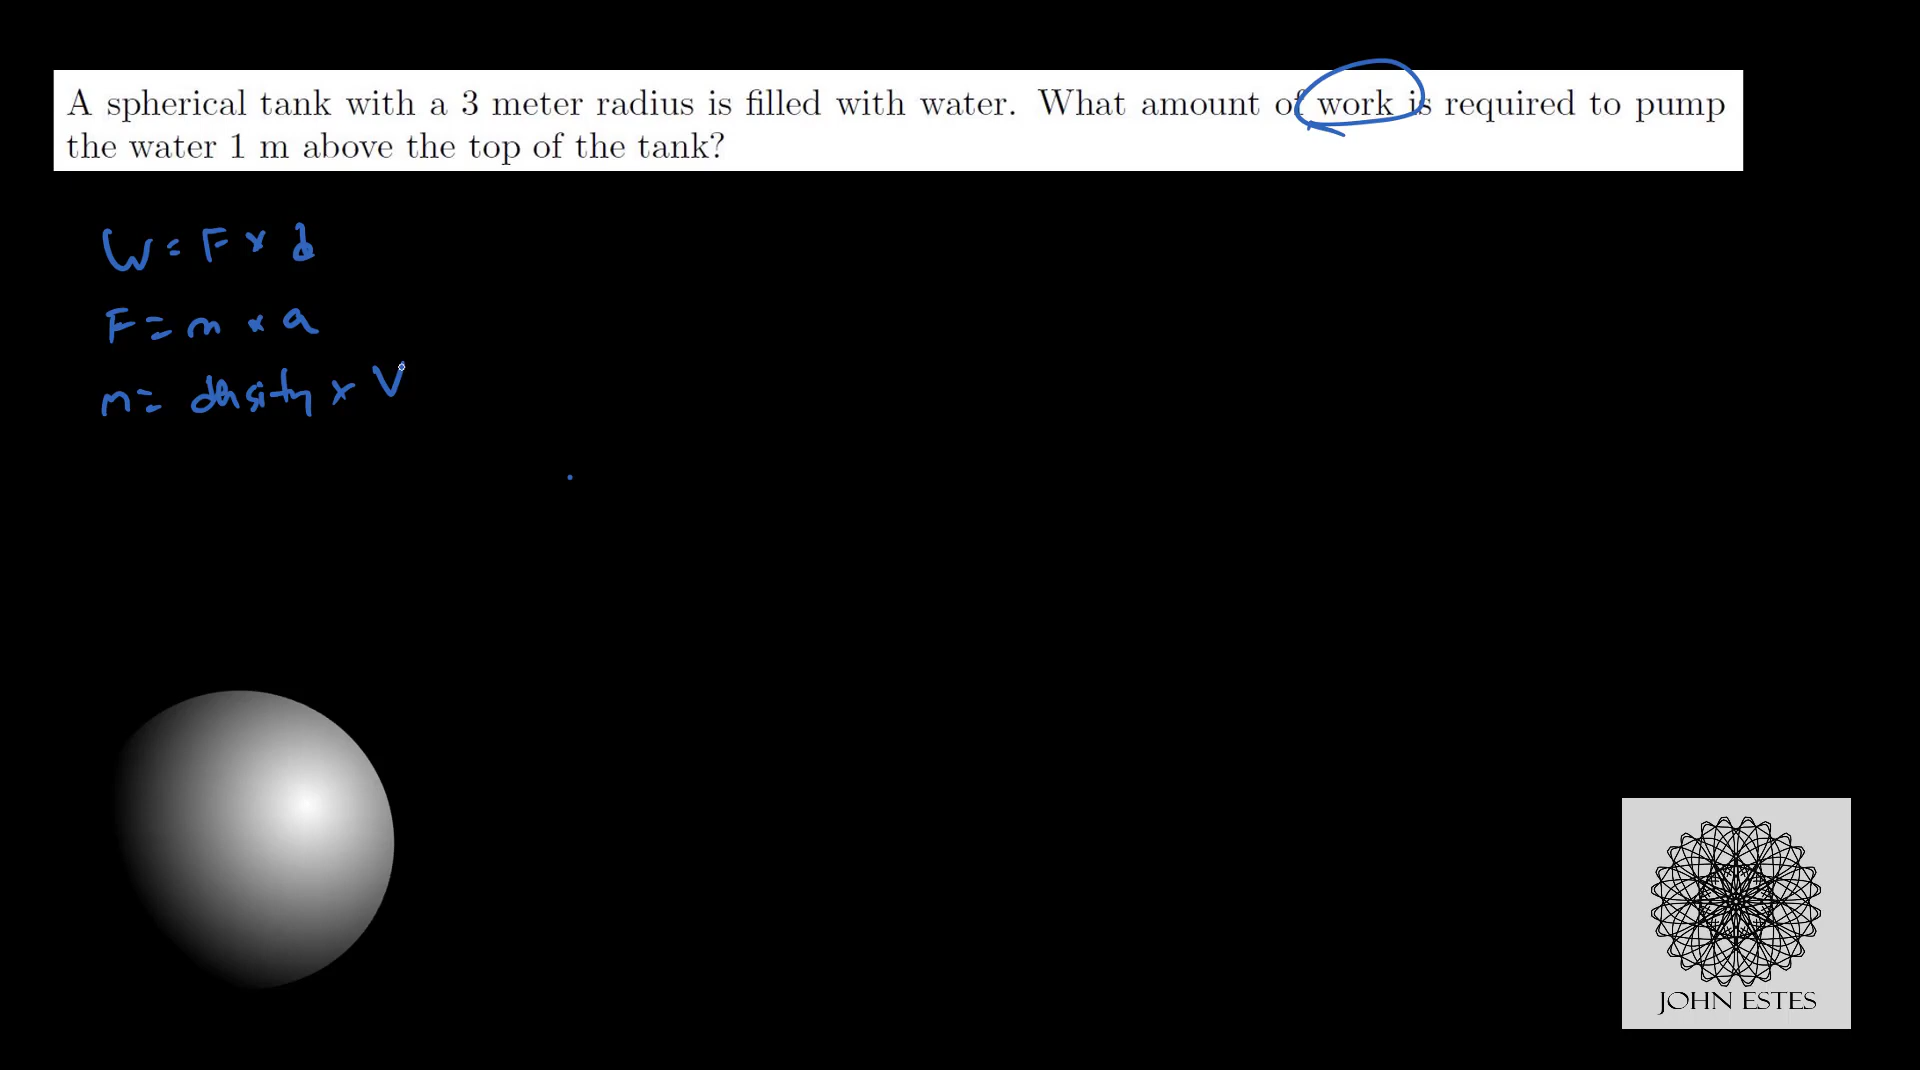 A spherical tank with a 3 meter radius is filled with water. What amount of work is required to pump
the water 1 m above the top of the tank?
W = F × d
F = m × a
m = density × V
JOHN ESTES